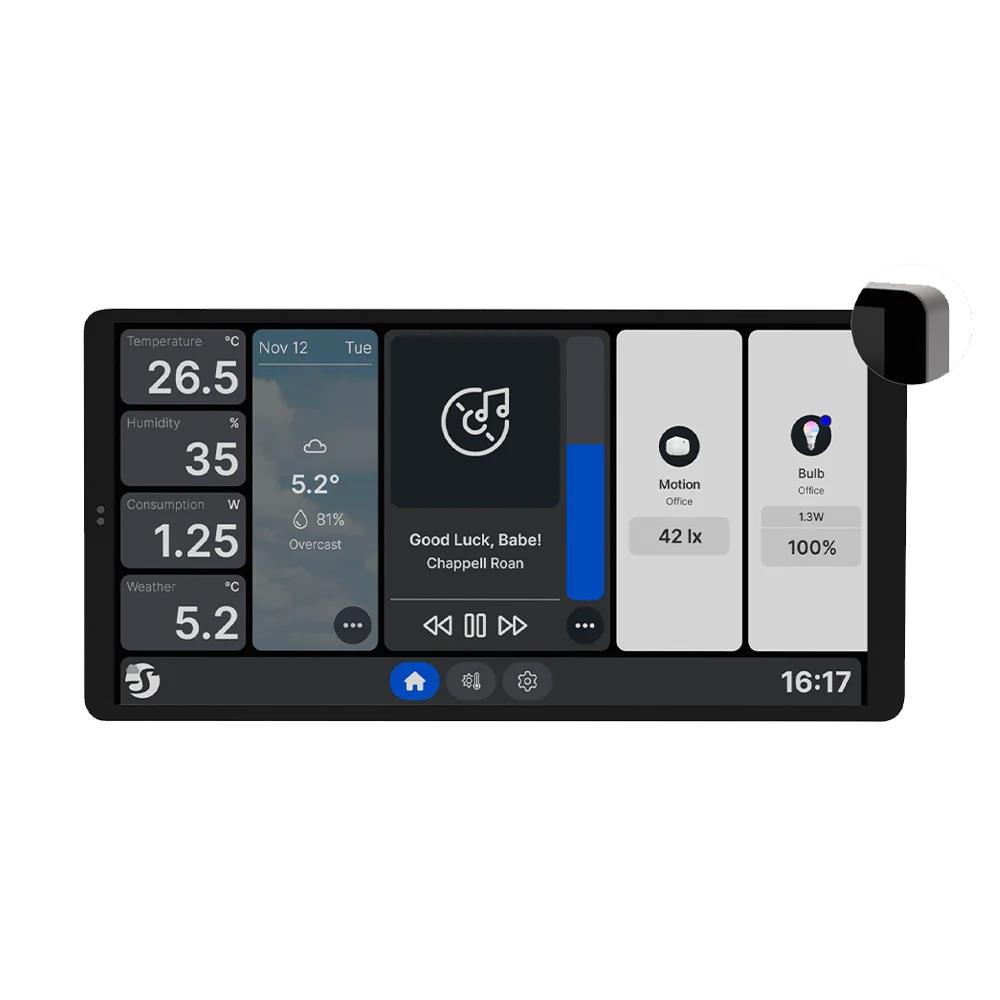 Temperature °C
26.5
Humidity %
35
Consumption W
1.25
Weather °C
5.2
Nov 12 Tue
5.2°
81%
Overcast
Good Luck, Babe!
Chappell Roan
Motion
Office
42 lx
Bulb
Office
1.3W
100%
16:17